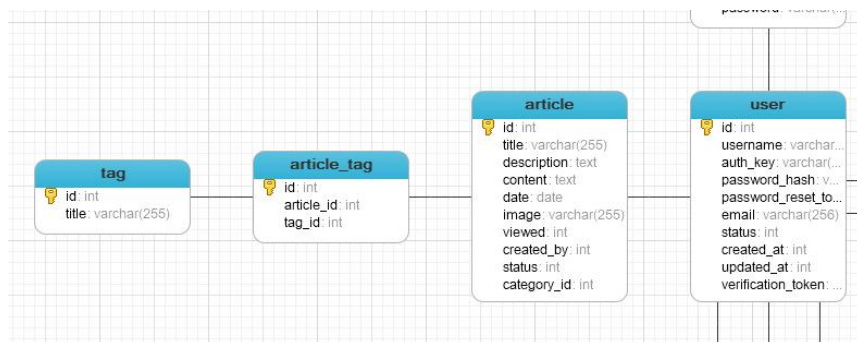 tag
id: int
title: varchar(255)
article_tag
id: int
article_id: int
tag_id: int
article
id: int
title: varchar(255)
description: text
content: text
date: date
image: varchar(255)
viewed: int
created_by: int
status: int
category_id: int
user
id: int
username: varchar...
auth_key: varchar(...
password_hash: v...
password_reset_to...
email: varchar(256)
status: int
created_at: int
updated_at: int
verification_token: ...